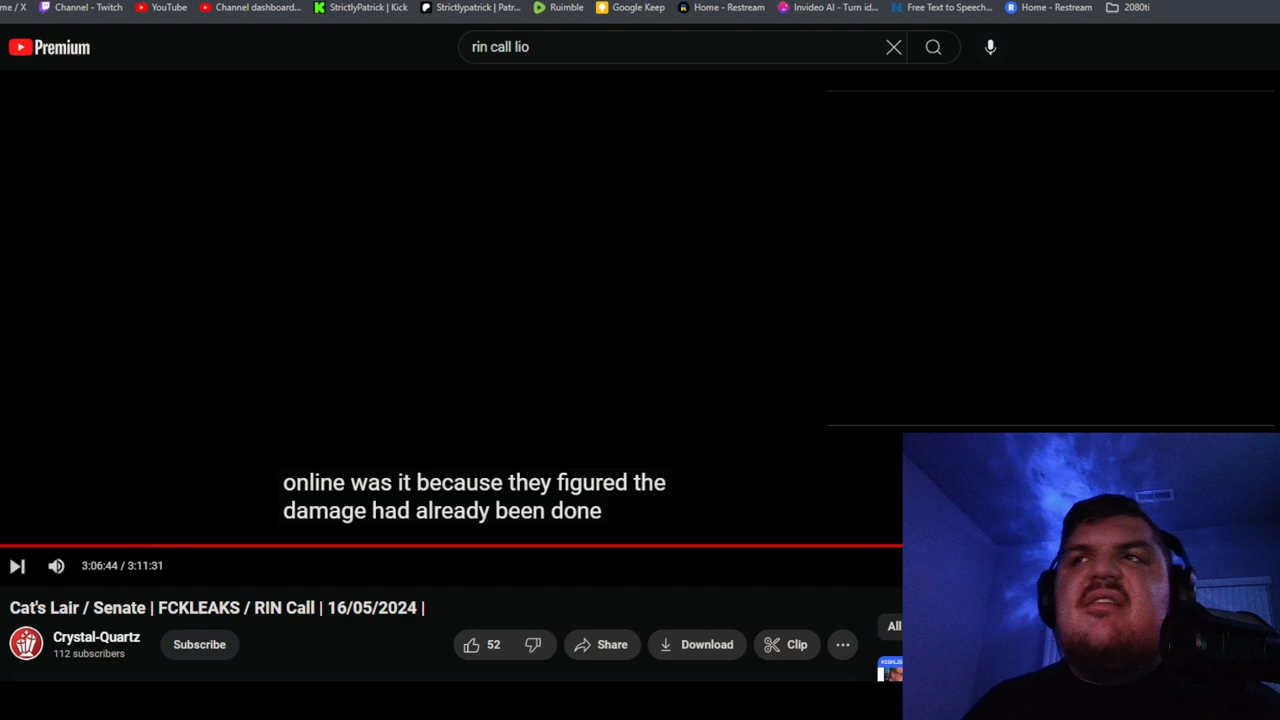 me / X
Channel - Twitch
YouTube
Channel dashboard...
StrictlyPatrick | Kick
Strictlypatrick | Patr...
Rumble
Google Keep
Home - Restream
Invideo AI - Turn id...
Free Text to Speech...
Home - Restream
2080ti
Premium
rin call lio
online was it because they figured the
damage had already been done
3:06:44 / 3:11:31
Cat's Lair / Senate | FCKLEAKS / RIN Call | 16/05/2024 |
Crystal-Quartz
112 subscribers
Subscribe
52
Share
Download
Clip
All